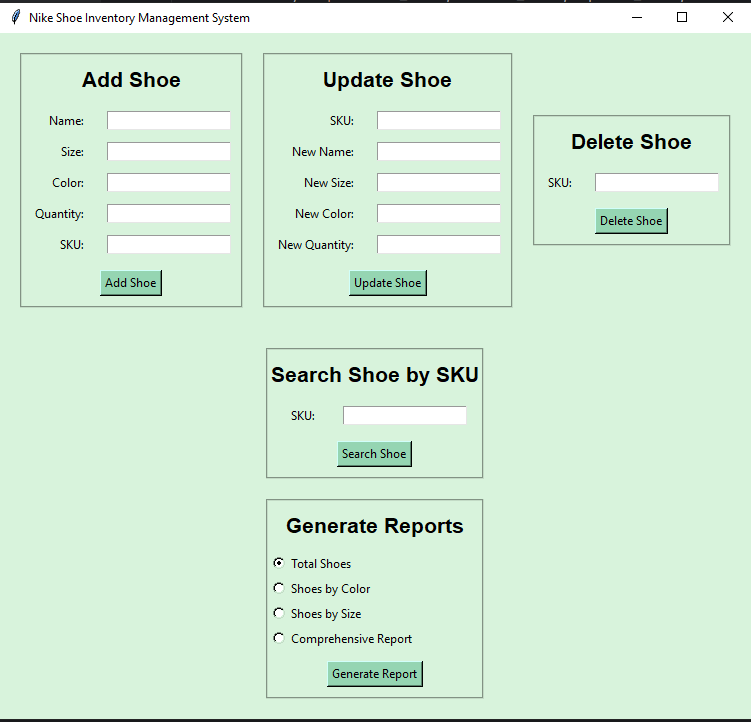 Nike Shoe Inventory Management System
Add Shoe
Name:
Size:
Color:
Quantity:
SKU:
Add Shoe
Update Shoe
SKU:
New Name:
New Size:
New Color:
New Quantity:
Update Shoe
Delete Shoe
SKU:
Delete Shoe
Search Shoe by SKU
SKU:
Search Shoe
Generate Reports
Total Shoes
Shoes by Color
Shoes by Size
Comprehensive Report
Generate Report